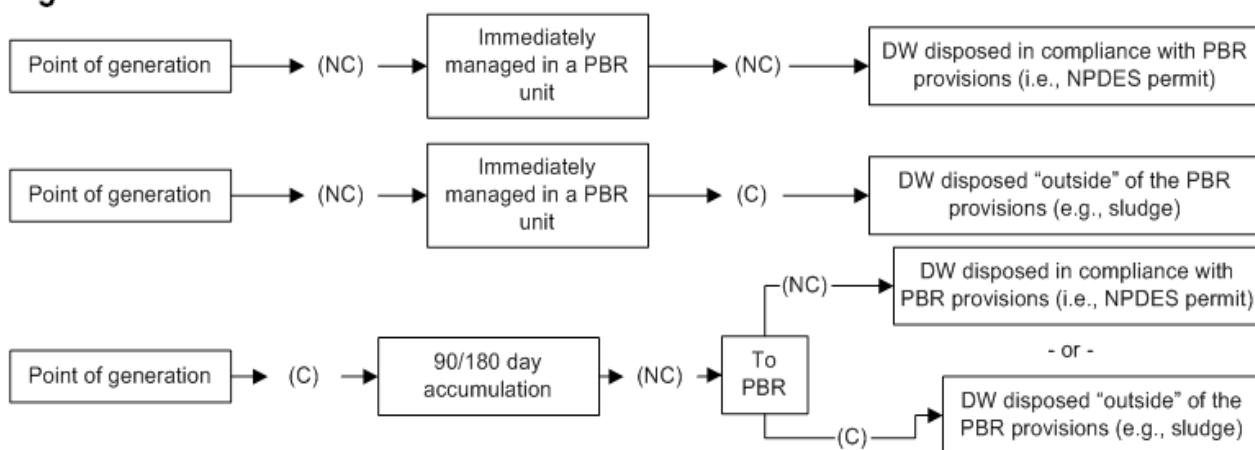 Point of generation
(NC)
Immediately
managed in a PBR
unit
(NC)
DW disposed in compliance with PBR
provisions (i.e., NPDES permit)
Point of generation
(NC)
Immediately
managed in a PBR
unit
(C)
DW disposed “outside” of the PBR
provisions (e.g., sludge)
Point of generation
(C)
90/180 day
accumulation
(NC)
To
PBR
(NC)
DW disposed in compliance with
PBR provisions (i.e., NPDES permit)
- or -
(C)
DW disposed “outside” of the
PBR provisions (e.g., sludge)